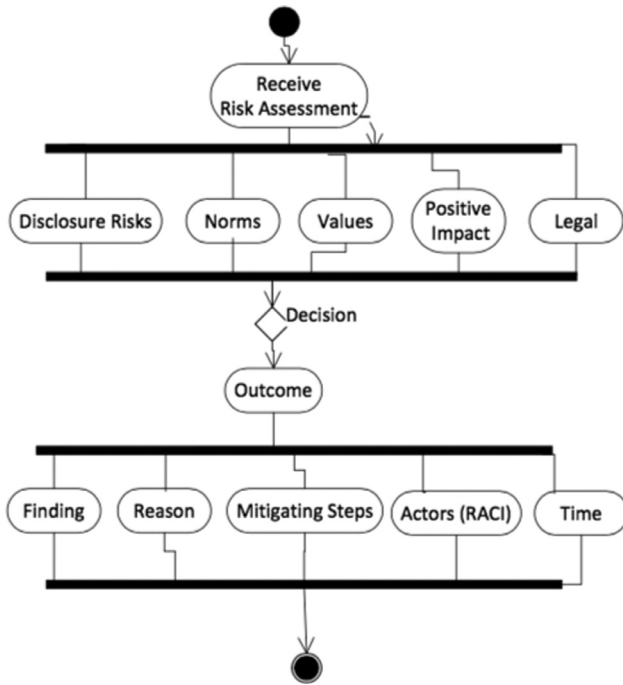 Receive
Risk Assessment
Disclosure Risks
Norms
Values
Positive
Impact
Legal
Decision
Outcome
Finding
Reason
Mitigating Steps
Actors (RACI)
Time